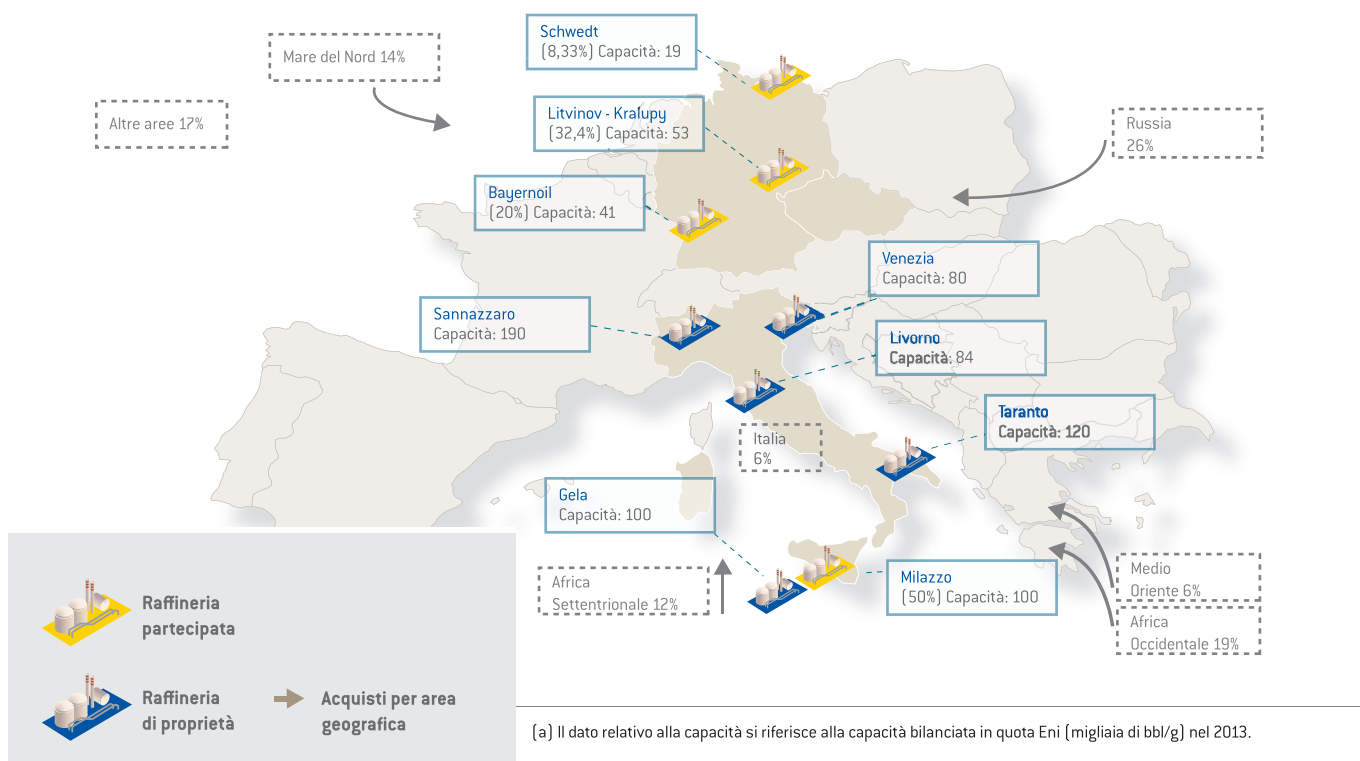 Schwedt
(8,33%) Capacità: 19
Mare del Nord 14%
Altre aree 17%
Litvinov - Kralupy
(32,4%) Capacità: 53
Russia
26%
Bayernoil
(20%) Capacità: 41
Venezia
Capacità: 80
Sannazzaro
Capacità: 190
Livorno
Capacità: 84
Taranto
Capacità: 120
Italia
6%
Gela
Capacità: 100
Africa
Settentrionale 12%
Milazzo
(50%) Capacità: 100
Medio
Oriente 6%
Africa
Occidentale 19%
Raffineria
partecipata
Raffineria
di proprietà
Acquisti per area
geografica
(a) Il dato relativo alla capacità si riferisce alla capacità bilanciata in quota Eni (migliaia di bbl/g) nel 2013.